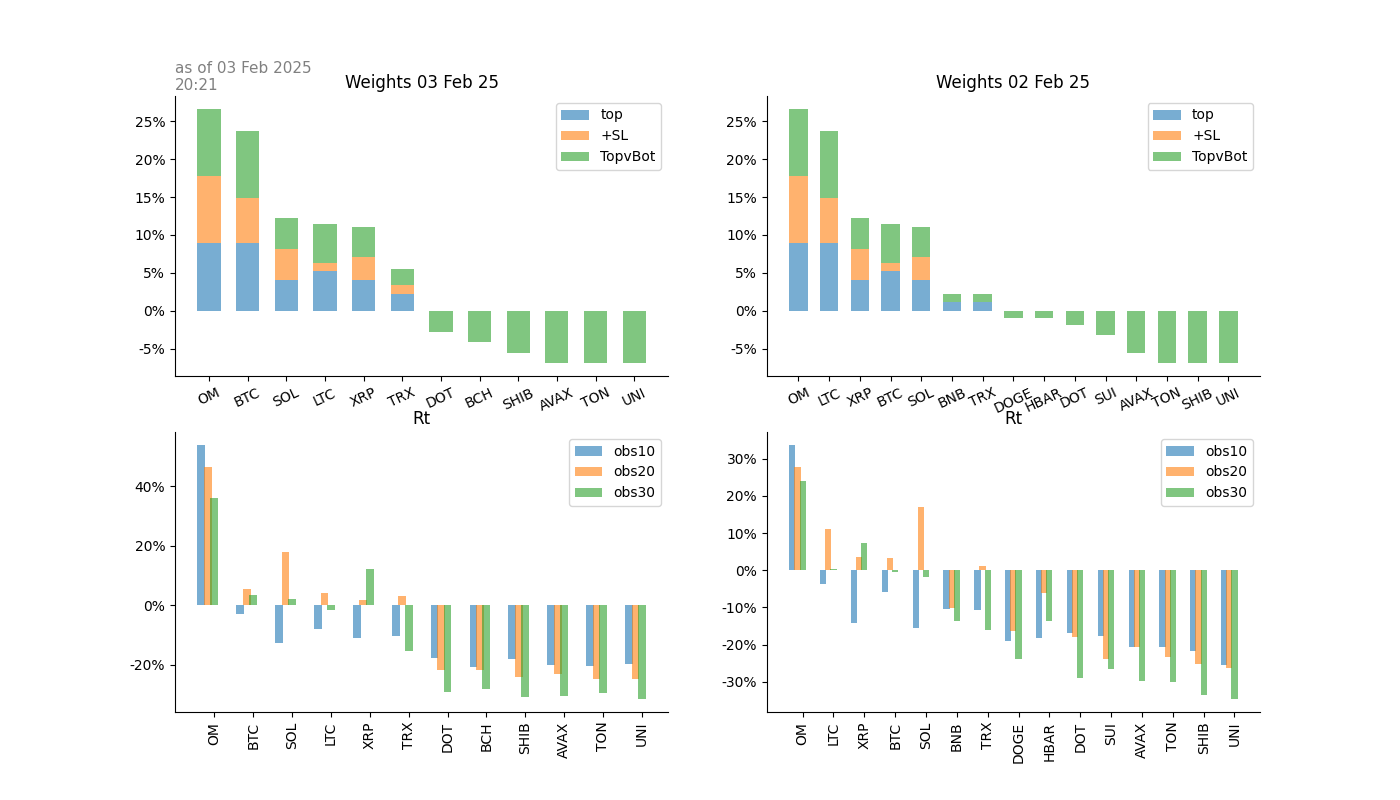 as of 03 Feb 2025
20:21
Weights 03 Feb 25
25%
20%
15%
10%
5%
0%
-5%
top
+SL
TopvBot
OM BTC SOL LTC XRP TRX DOT BCH SHIB AVAX TON UNI
Weights 02 Feb 25
25%
20%
15%
10%
5%
0%
-5%
top
+SL
TopvBot
OM LTC XRP BTC SOL BNB TRX DOGE HBAR DOT SUI AVAX TON SHIB UNI
Rt
40%
20%
0%
-20%
obs10
obs20
obs30
OM BTC SOL LTC XRP TRX DOT BCH SHIB AVAX TON UNI
Rt
30%
20%
10%
0%
-10%
-20%
-30%
obs10
obs20
obs30
OM LTC XRP BTC SOL BNB TRX DOGE HBAR DOT SUI AVAX TON SHIB UNI